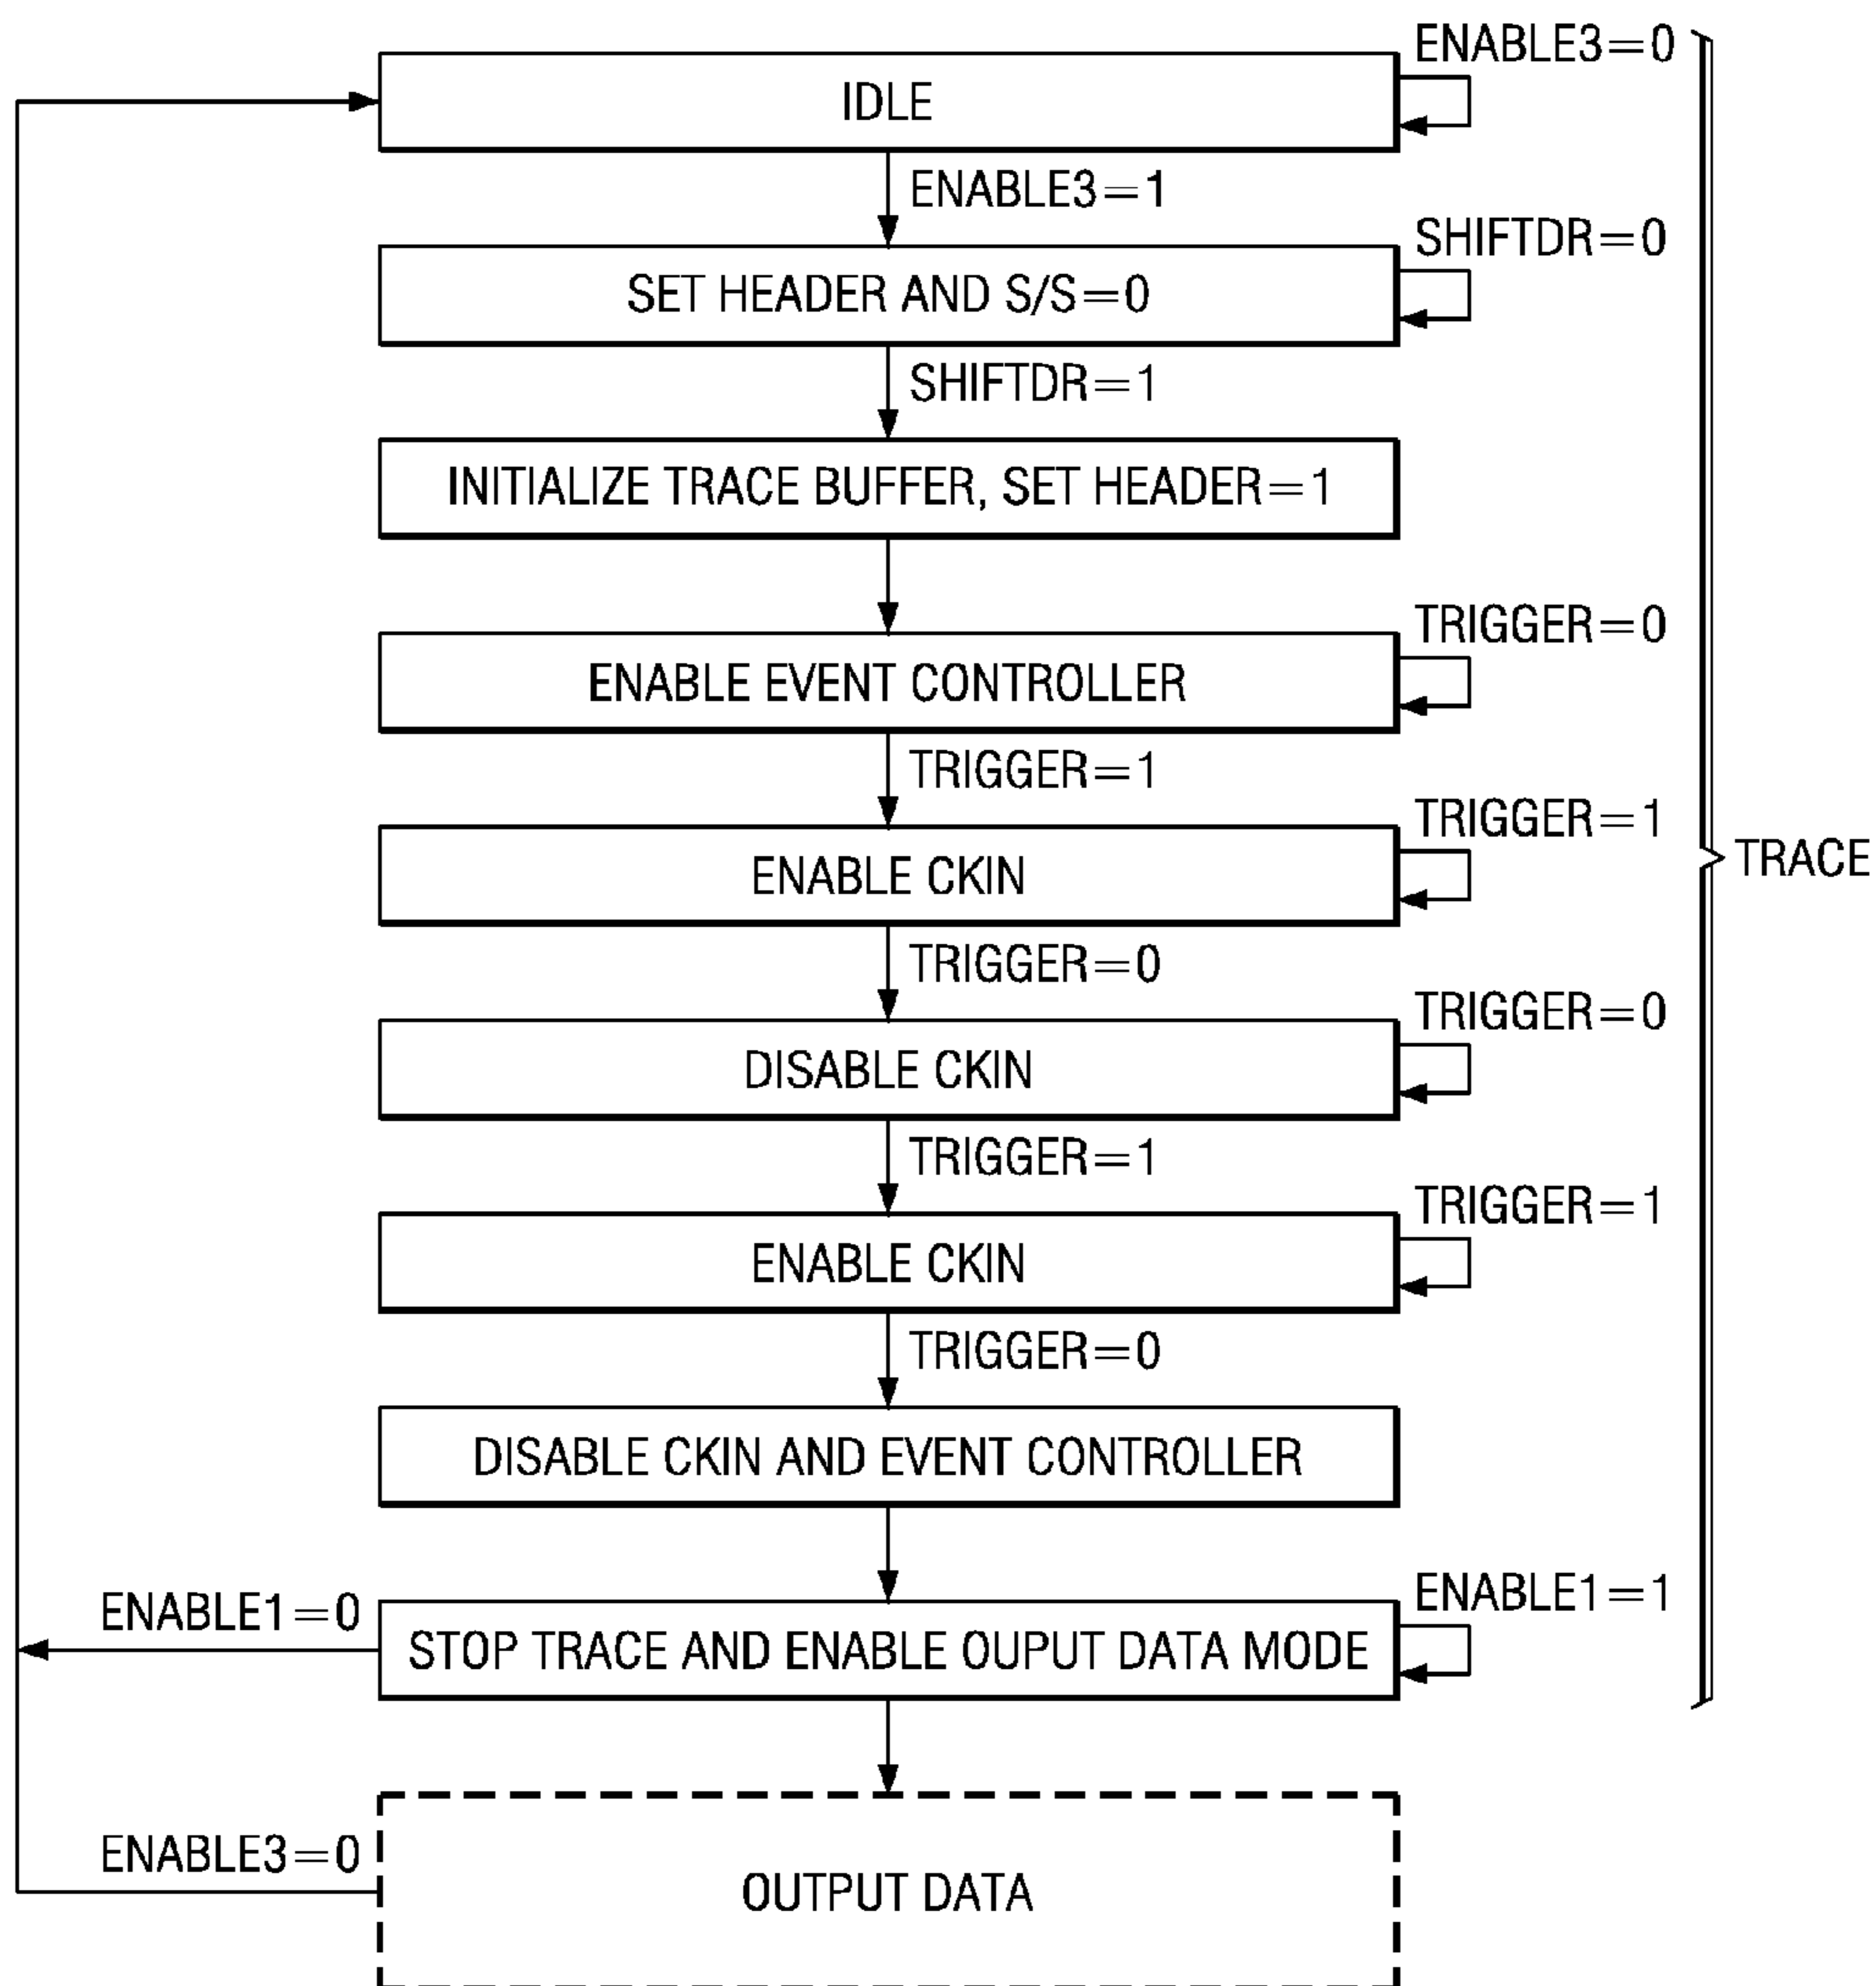 ENABLE3=0
IDLE
ENABLE3=1
SHIFTDR=0
SET HEADER AND S/S=0
SHIFTDR=1
INITIALIZE TRACE BUFFER, SET HEADER=1
TRIGGER=0
ENABLE EVENT CONTROLLER
TRIGGER=1
TRIGGER=1
TRACE
ENABLE CKIN
TRIGGER=0
TRIGGER=0
DISABLE CKIN
TRIGGER=1
TRIGGER=1
ENABLE CKIN
TRIGGER=0
DISABLE CKIN AND EVENT CONTROLLER
ENABLE1=1
ENABLE1=0
STOP TRACE AND ENABLE OUPUT DATA MODE
ENABLE3=0
OUTPUT DATA